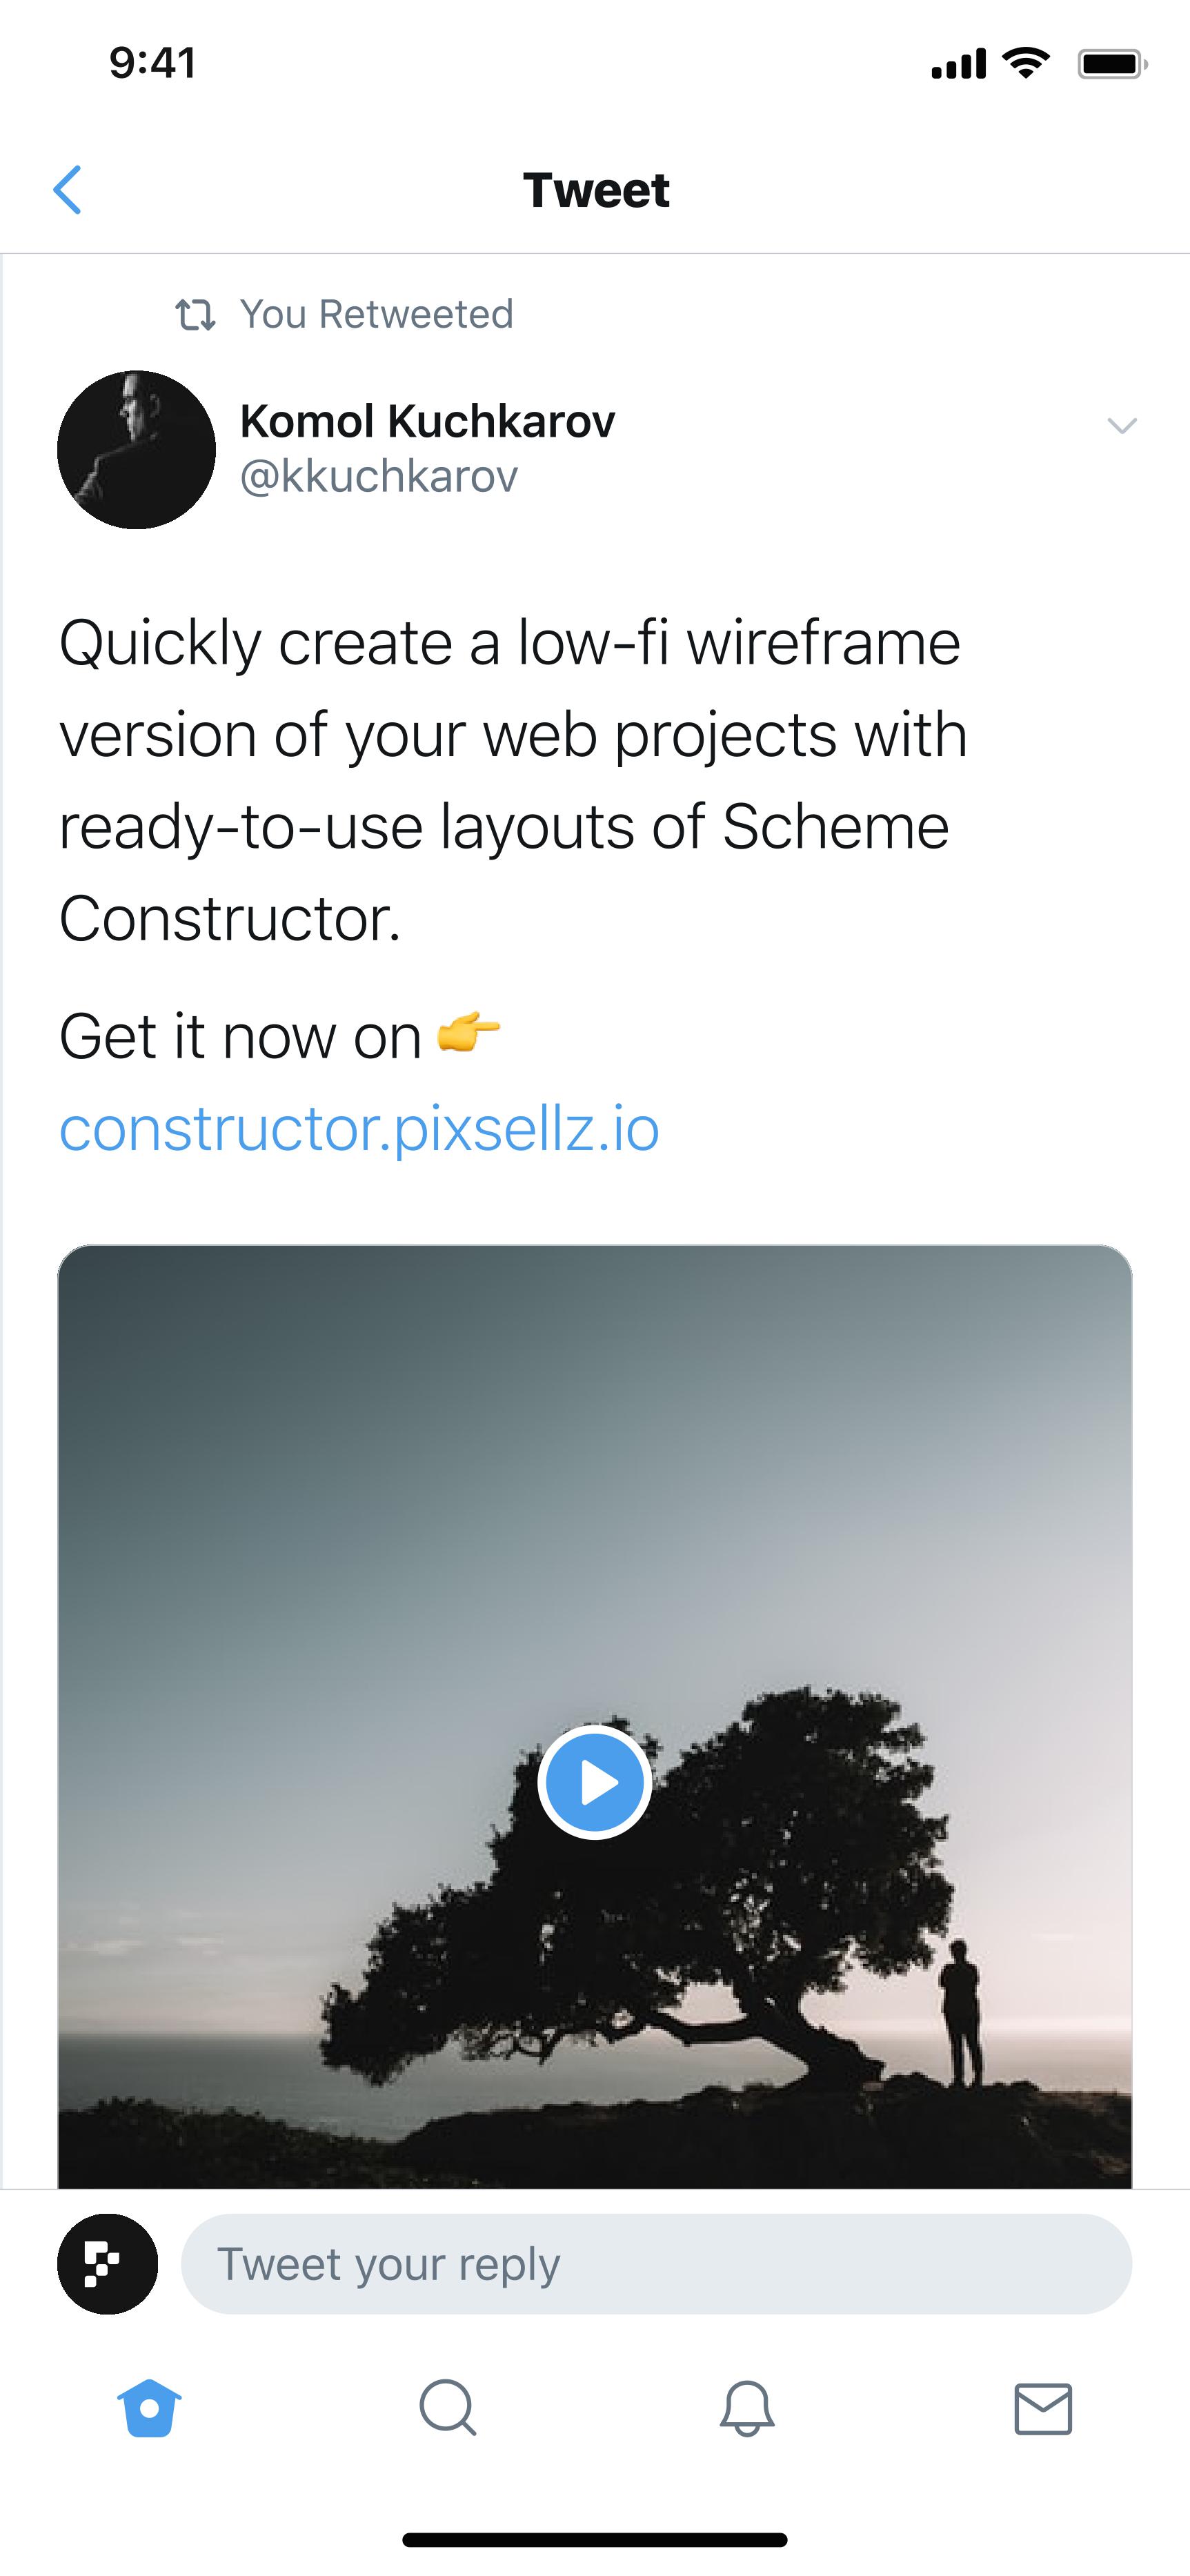 9:41
Tweet
You Retweeted
Komol Kuchkarov
@kkuchkarov
Quickly create a low-fi wireframe
version of your web projects with
ready-to-use layouts of Scheme
Constructor.
Get it now on 👉
constructor.pixsellz.io
Tweet your reply